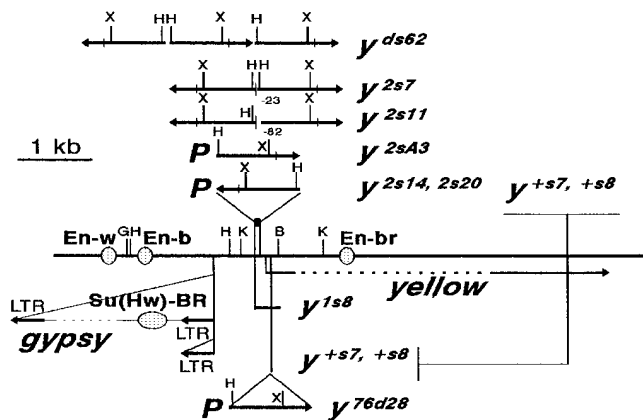 X HH X H X y^ds62
X H H X y^2s7
-23
X H X y^2s11
H -82 X
1 kb P y^2sA3
X H
P y^2s14, 2s20 y^+s7, +s8
En-w GH En-b H K B K En-br
LTR Su(Hw)-BR yellow
gypsy LTR y^1s8
LTR y^+s7, +s8
H X
P y^76d28